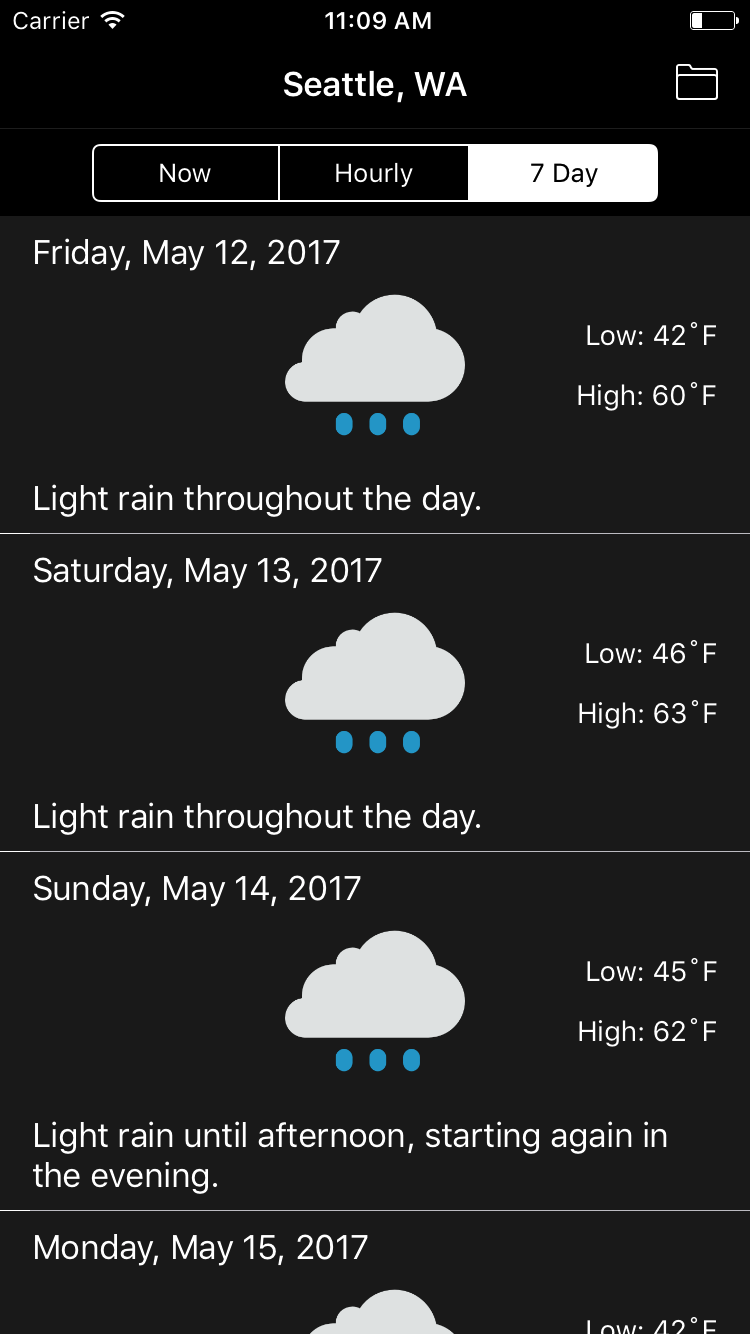 Carrier 11:09 AM
Seattle, WA
Now Hourly 7 Day
Friday, May 12, 2017
Low: 42°F
High: 60°F
Light rain throughout the day.
Saturday, May 13, 2017
Low: 46°F
High: 63°F
Light rain throughout the day.
Sunday, May 14, 2017
Low: 45°F
High: 62°F
Light rain until afternoon, starting again in
the evening.
Monday, May 15, 2017
Low: 42°F